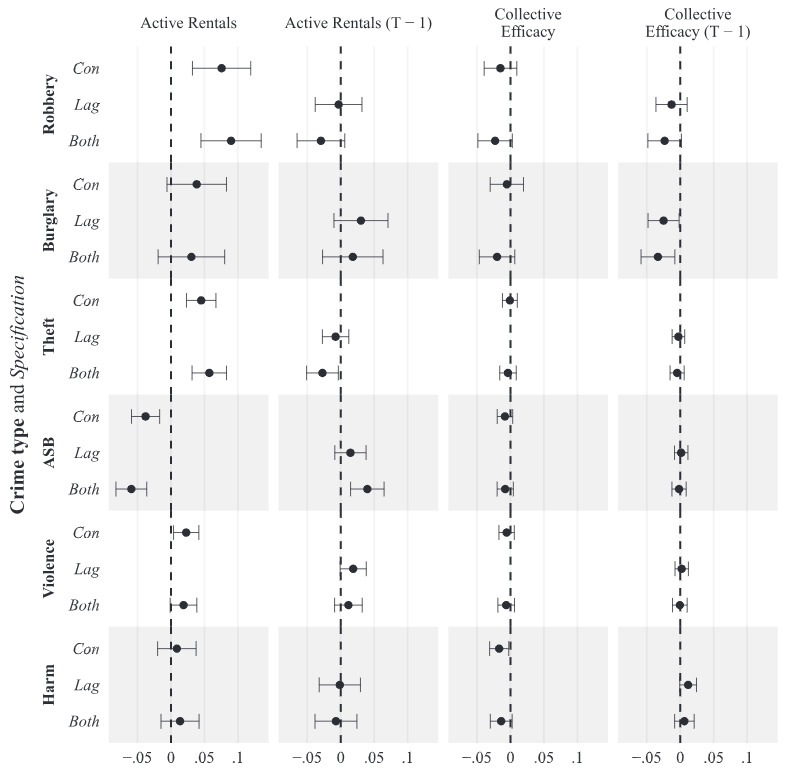 Active Rentals
Active Rentals (T − 1)
Collective
Efficacy
Collective
Efficacy (T − 1)
Crime type and Specification
Robbery
Con
Lag
Both
Burglary
Con
Lag
Both
Theft
Con
Lag
Both
ASB
Con
Lag
Both
Violence
Con
Lag
Both
Harm
Con
Lag
Both
−.05 0 .05 .1
−.05 0 .05 .1
−.05 0 .05 .1
−.05 0 .05 .1